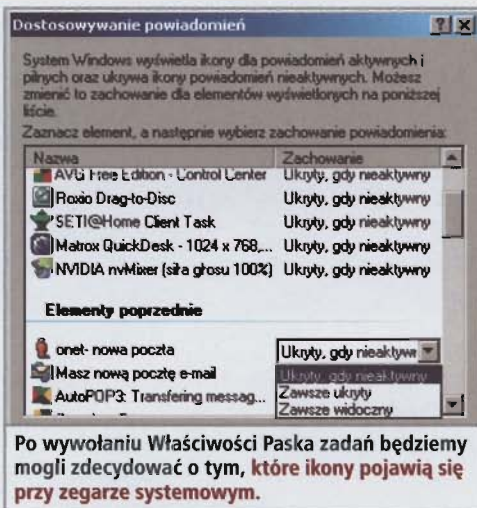 Dostosowywanie powiadomień
System Windows wyświetla ikony dla powiadomień aktywnych i
pilnych oraz ukrywa ikony powiadomień nieaktywnych. Możesz
zmienić to zachowanie dla elementów wyświetlonych na poniższej
liście.
Zaznacz element, a następnie wybierz zachowanie powiadomienia:
Nazwa Zachowanie
AVG Free Edition - Control Center Ukryty, gdy nieaktywny
Roxio Drag-to-Disc Ukryty, gdy nieaktywny
SETI@Home Client Task Ukryty, gdy nieaktywny
Matrox QuickDesk - 1024 x 768,... Ukryty, gdy nieaktywny
NVIDIA nvMixer (siła głosu 100%) Ukryty, gdy nieaktywny
Elementy poprzednie
onet- nowa poczta Ukryty, gdy nieaktywn
Masz nową pocztę e-mail Ukryty, gdy nieaktywny
AutoPOP3: Transfering messag... Zawsze ukryty
Zawsze widoczny
Po wywołaniu Właściwości Paska zadań będziemy
mogli zdecydować o tym, które ikony pojawią się
przy zegarze systemowym.